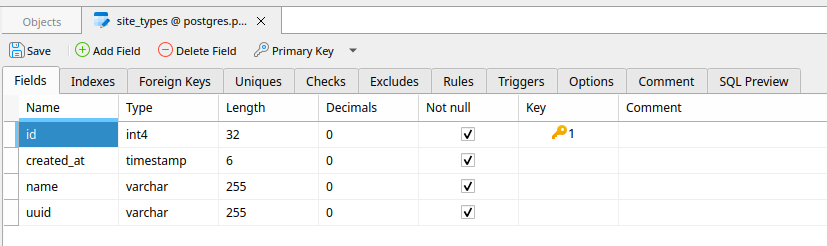 Objects
site_types @ postgres.p...
Save
Add Field
Delete Field
Primary Key
Fields Indexes Foreign Keys Uniques Checks Excludes Rules Triggers Options Comment SQL Preview
Name Type Length Decimals Not null Key Comment
id int4 32 0 1
created_at timestamp 6 0
name varchar 255 0
uuid varchar 255 0